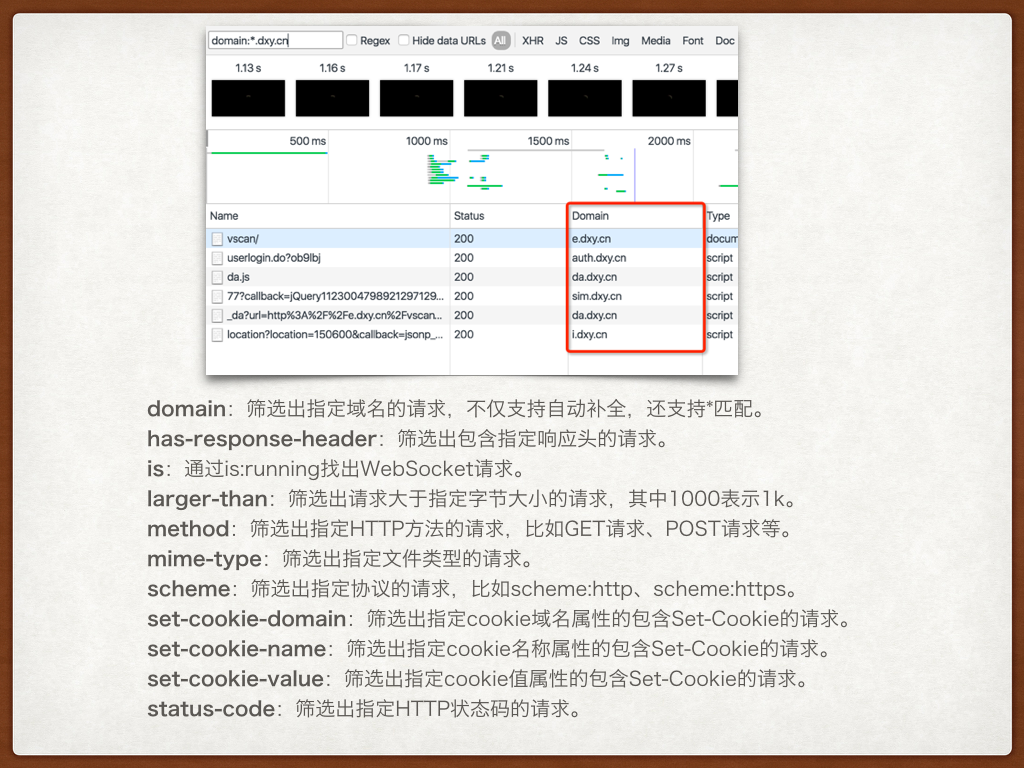 domain:*.dxy.cn Regex Hide data URLs All XHR JS CSS Img Media Font Doc
1.13 s 1.16 s 1.17 s 1.21 s 1.24 s 1.27 s
500 ms 1000 ms 1500 ms 2000 ms
Name Status Domain Type
vscan/ 200 e.dxy.cn docum
userlogin.do?ob9lbj 200 auth.dxy.cn script
da.js 200 da.dxy.cn script
77?callback=jQuery1123004798921297129... 200 sim.dxy.cn script
_da?url=http%3A%2F%2Fe.dxy.cn%2Fvscan... 200 da.dxy.cn script
location?location=150600&callback=jsonp_... 200 i.dxy.cn script
domain：筛选出指定域名的请求，不仅支持自动补全，还支持*匹配。
has-response-header：筛选出包含指定响应头的请求。
is：通过is:running找出WebSocket请求。
larger-than：筛选出请求大于指定字节大小的请求，其中1000表示1k。
method：筛选出指定HTTP方法的请求，比如GET请求、POST请求等。
mime-type：筛选出指定文件类型的请求。
scheme：筛选出指定协议的请求，比如scheme:http、scheme:https。
set-cookie-domain：筛选出指定cookie域名属性的包含Set-Cookie的请求。
set-cookie-name：筛选出指定cookie名称属性的包含Set-Cookie的请求。
set-cookie-value：筛选出指定cookie值属性的包含Set-Cookie的请求。
status-code：筛选出指定HTTP状态码的请求。